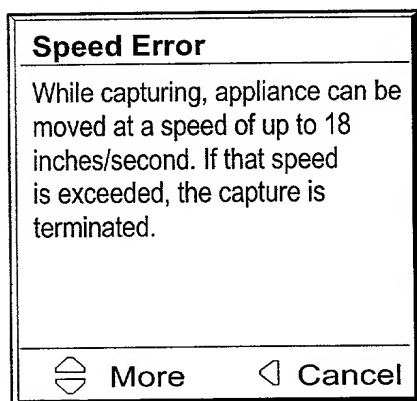 Speed Error
While capturing, appliance can be
moved at a speed of up to 18
inches/second. If that speed
is exceeded, the capture is
terminated.
More Cancel